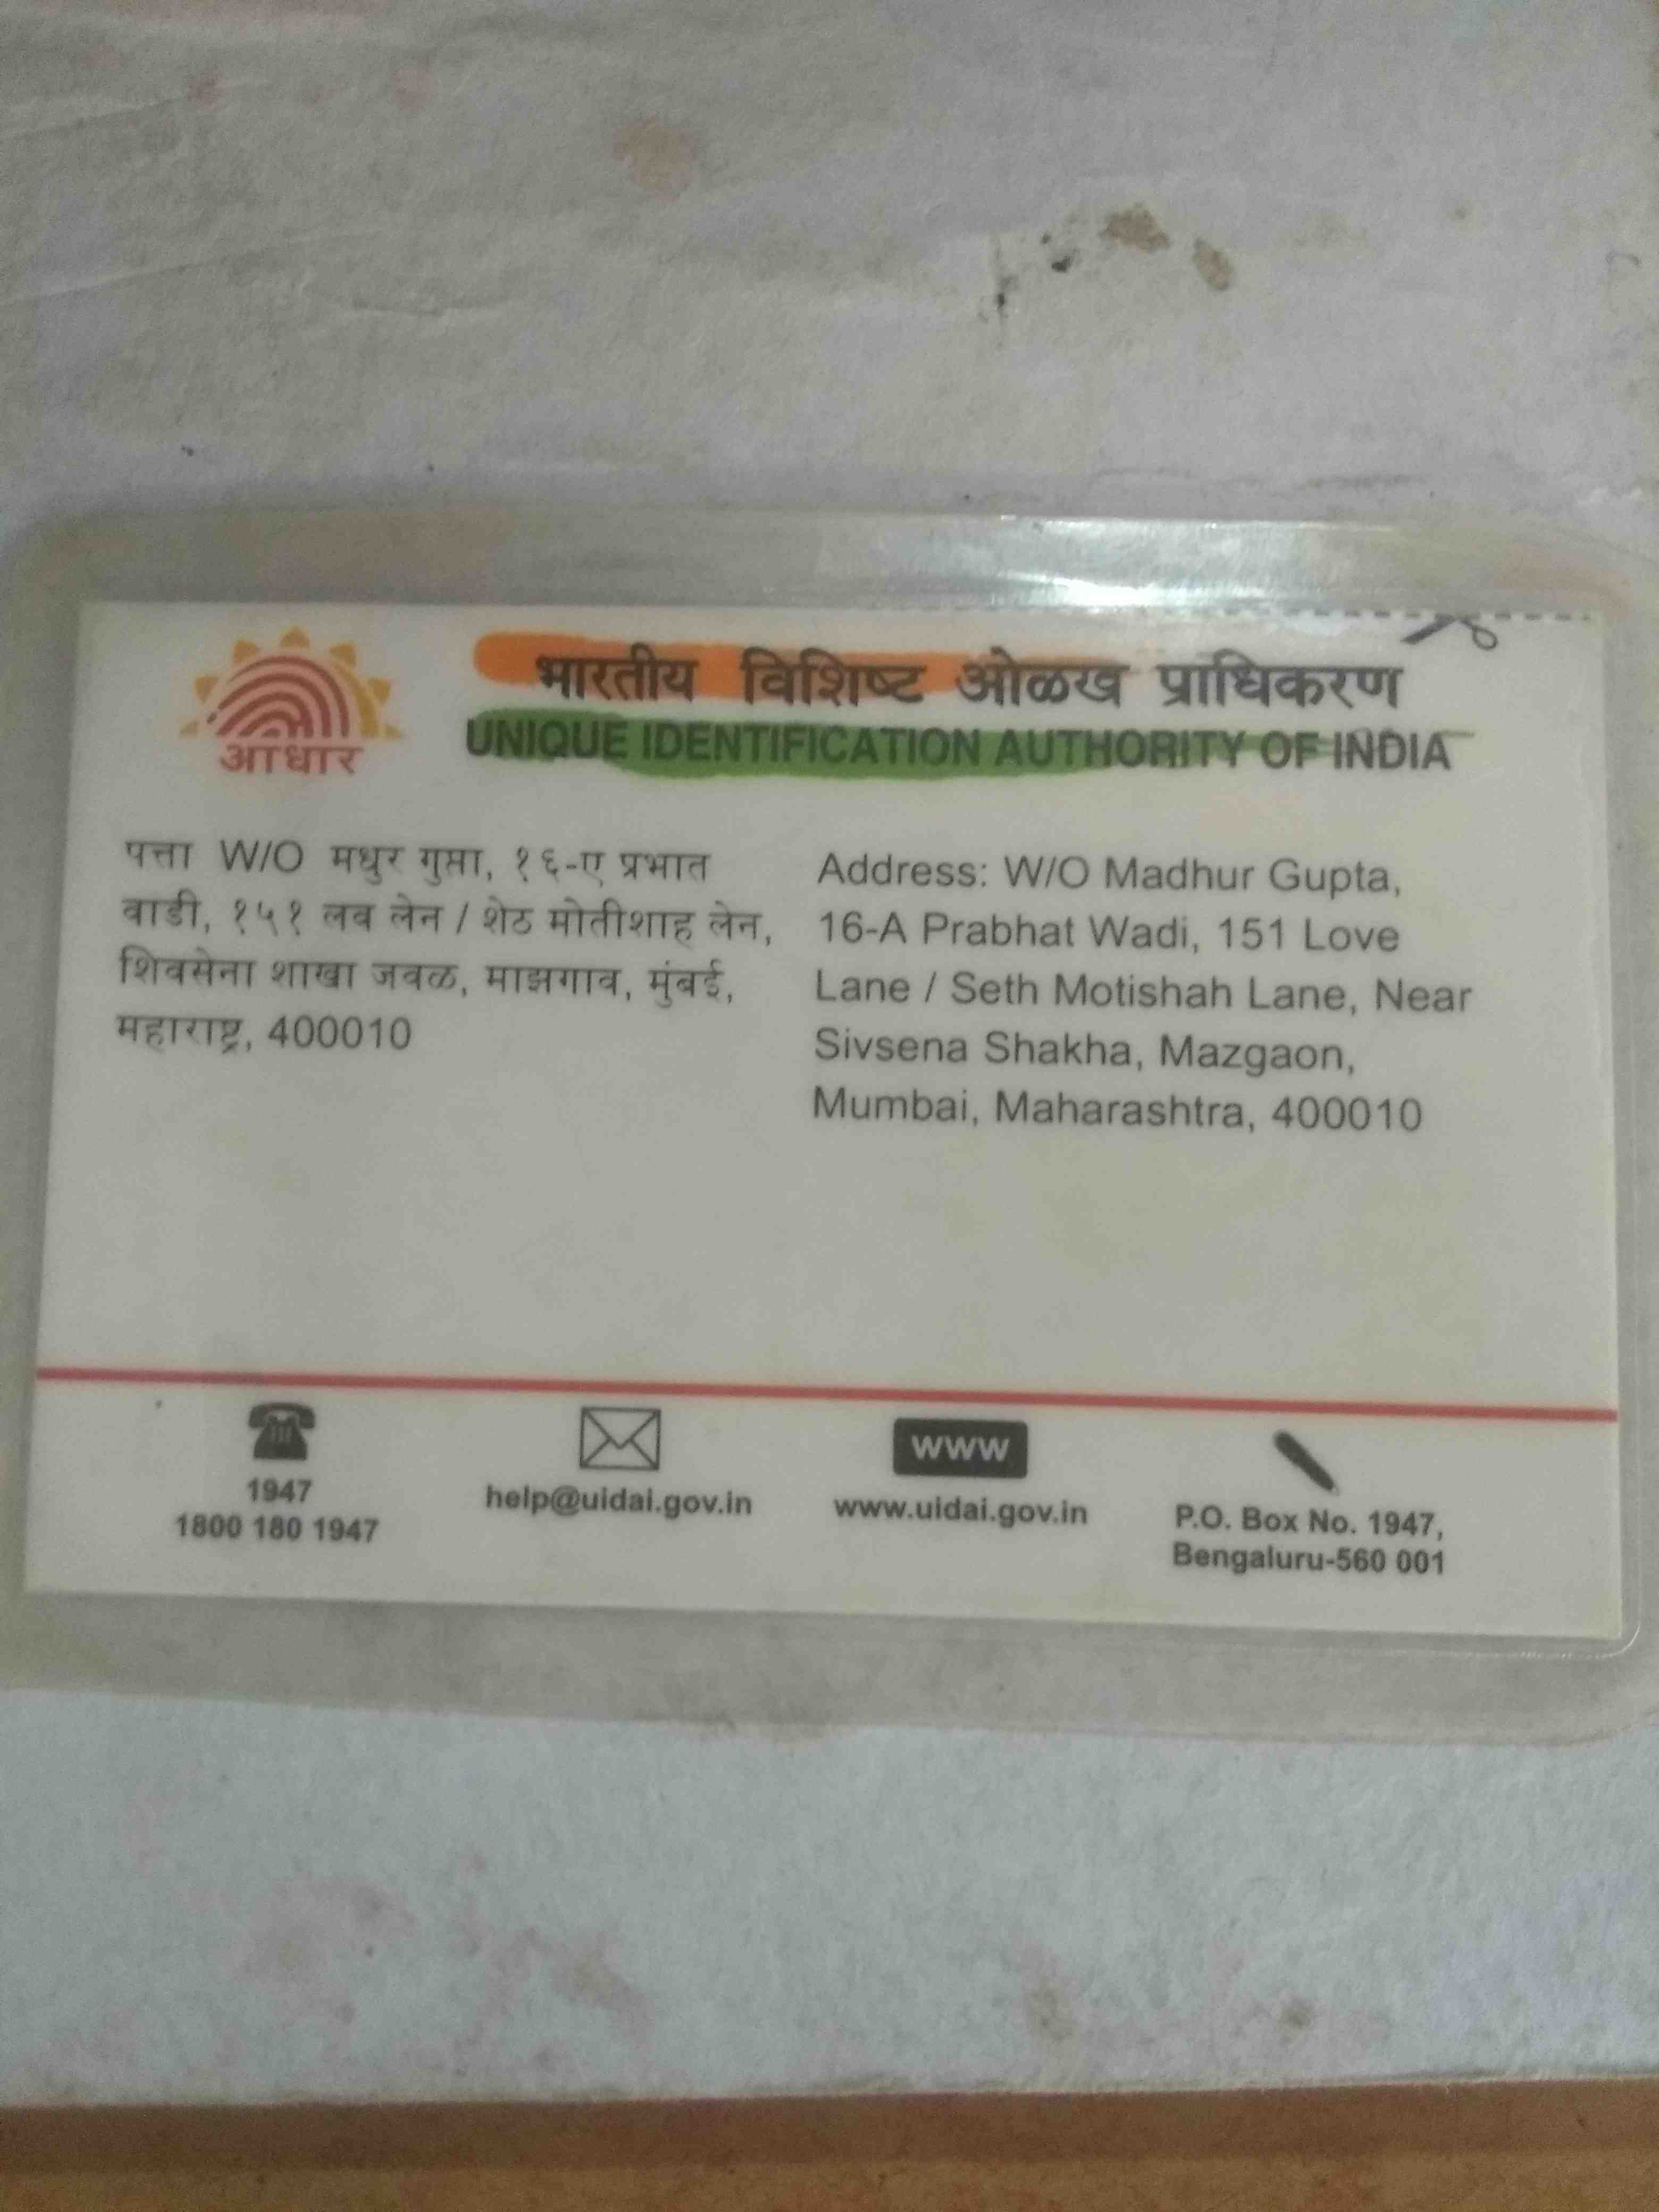 आधार
भारतीय विशिष्ट ओळख प्राधिकरण
UNIQUE IDENTIFICATION AUTHORITY OF INDIA
पत्ता W/O मधुर गुप्ता, १६-ए प्रभात
वाडी, १५१ लव लेन / शेठ मोतीशाह लेन,
शिवसेना शाखा जवळ, माझगाव, मुंबई,
महाराष्ट्र, 400010
Address: W/O Madhur Gupta,
16-A Prabhat Wadi, 151 Love
Lane / Seth Motishah Lane, Near
Sivsena Shakha, Mazgaon,
Mumbai, Maharashtra, 400010
1947
1800 180 1947
help@uidai.gov.in
www
www.uidai.gov.in
P.O. Box No. 1947,
Bengaluru-560 001